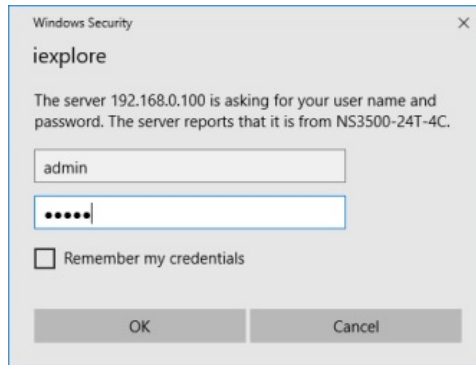 Windows Security
iexplore
The server 192.168.0.100 is asking for your user name and
password. The server reports that it is from NS3500-24T-4C.
admin
●●●●●
Remember my credentials
OK Cancel